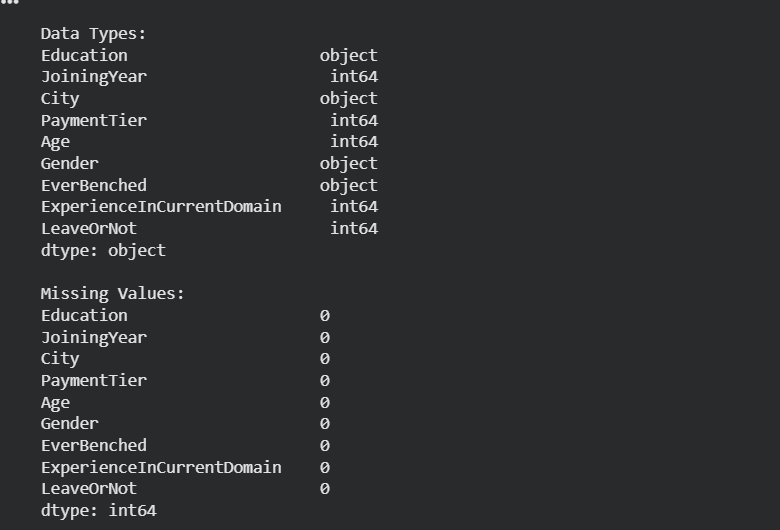 Data Types:
Education                    object
JoiningYear                   int64
City                         object
PaymentTier                   int64
Age                           int64
Gender                       object
EverBenched                  object
ExperienceInCurrentDomain     int64
LeaveOrNot                    int64
dtype: object

Missing Values:
Education                    0
JoiningYear                  0
City                         0
PaymentTier                  0
Age                          0
Gender                       0
EverBenched                  0
ExperienceInCurrentDomain    0
LeaveOrNot                   0
dtype: int64